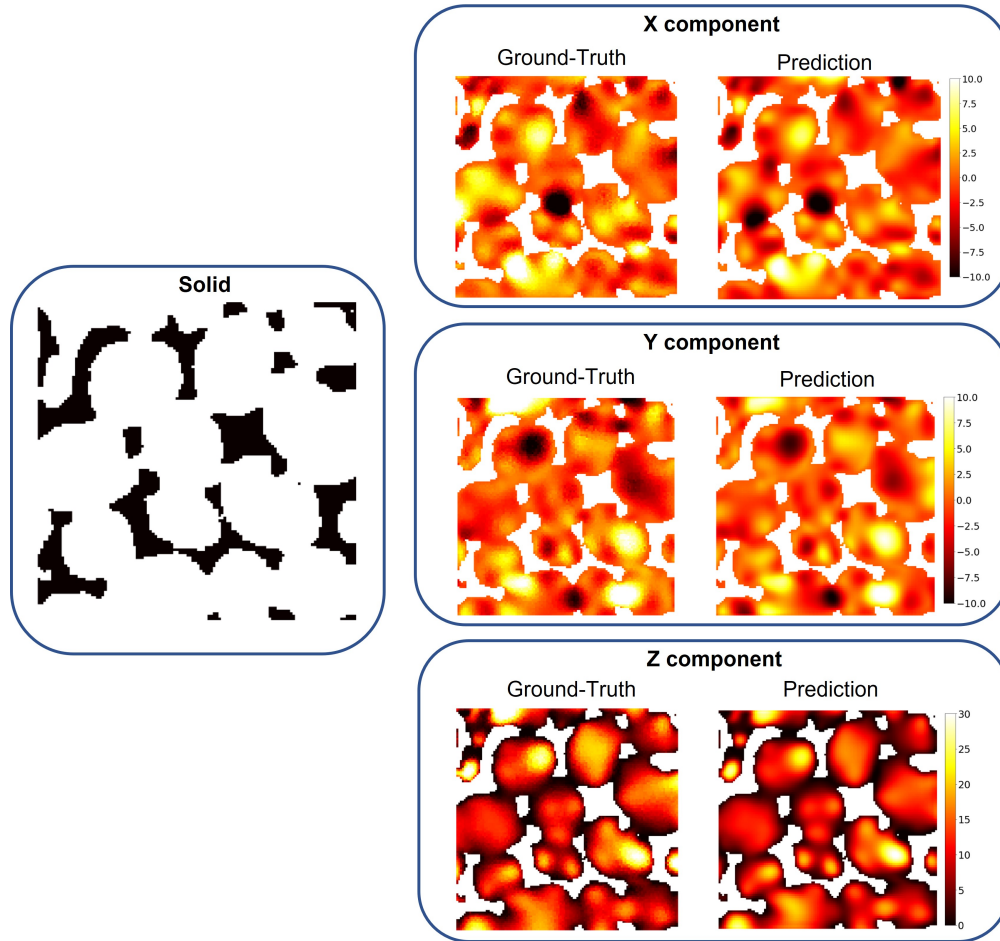 Solid
X component
Ground-Truth
Prediction
10.0
7.5
5.0
2.5
0.0
−2.5
−5.0
−7.5
−10.0
Y component
Ground-Truth
Prediction
10.0
7.5
5.0
2.5
0.0
−2.5
−5.0
−7.5
−10.0
Z component
Ground-Truth
Prediction
30
25
20
15
10
5
0